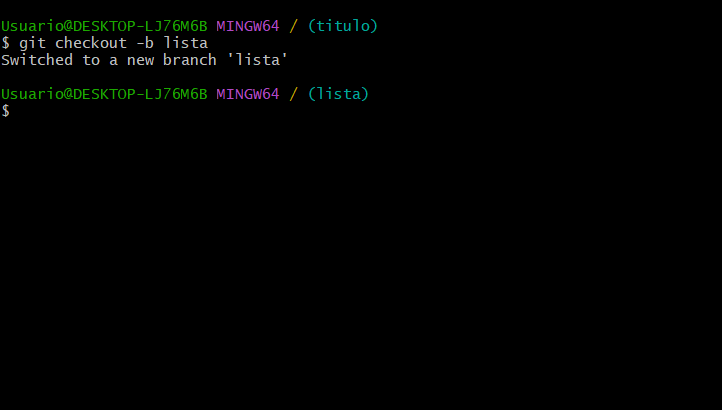 Usuario@DESKTOP-LJ76M6B MINGW64 / (titulo)
$ git checkout -b lista
Switched to a new branch 'lista'
Usuario@DESKTOP-LJ76M6B MINGW64 / (lista)
$